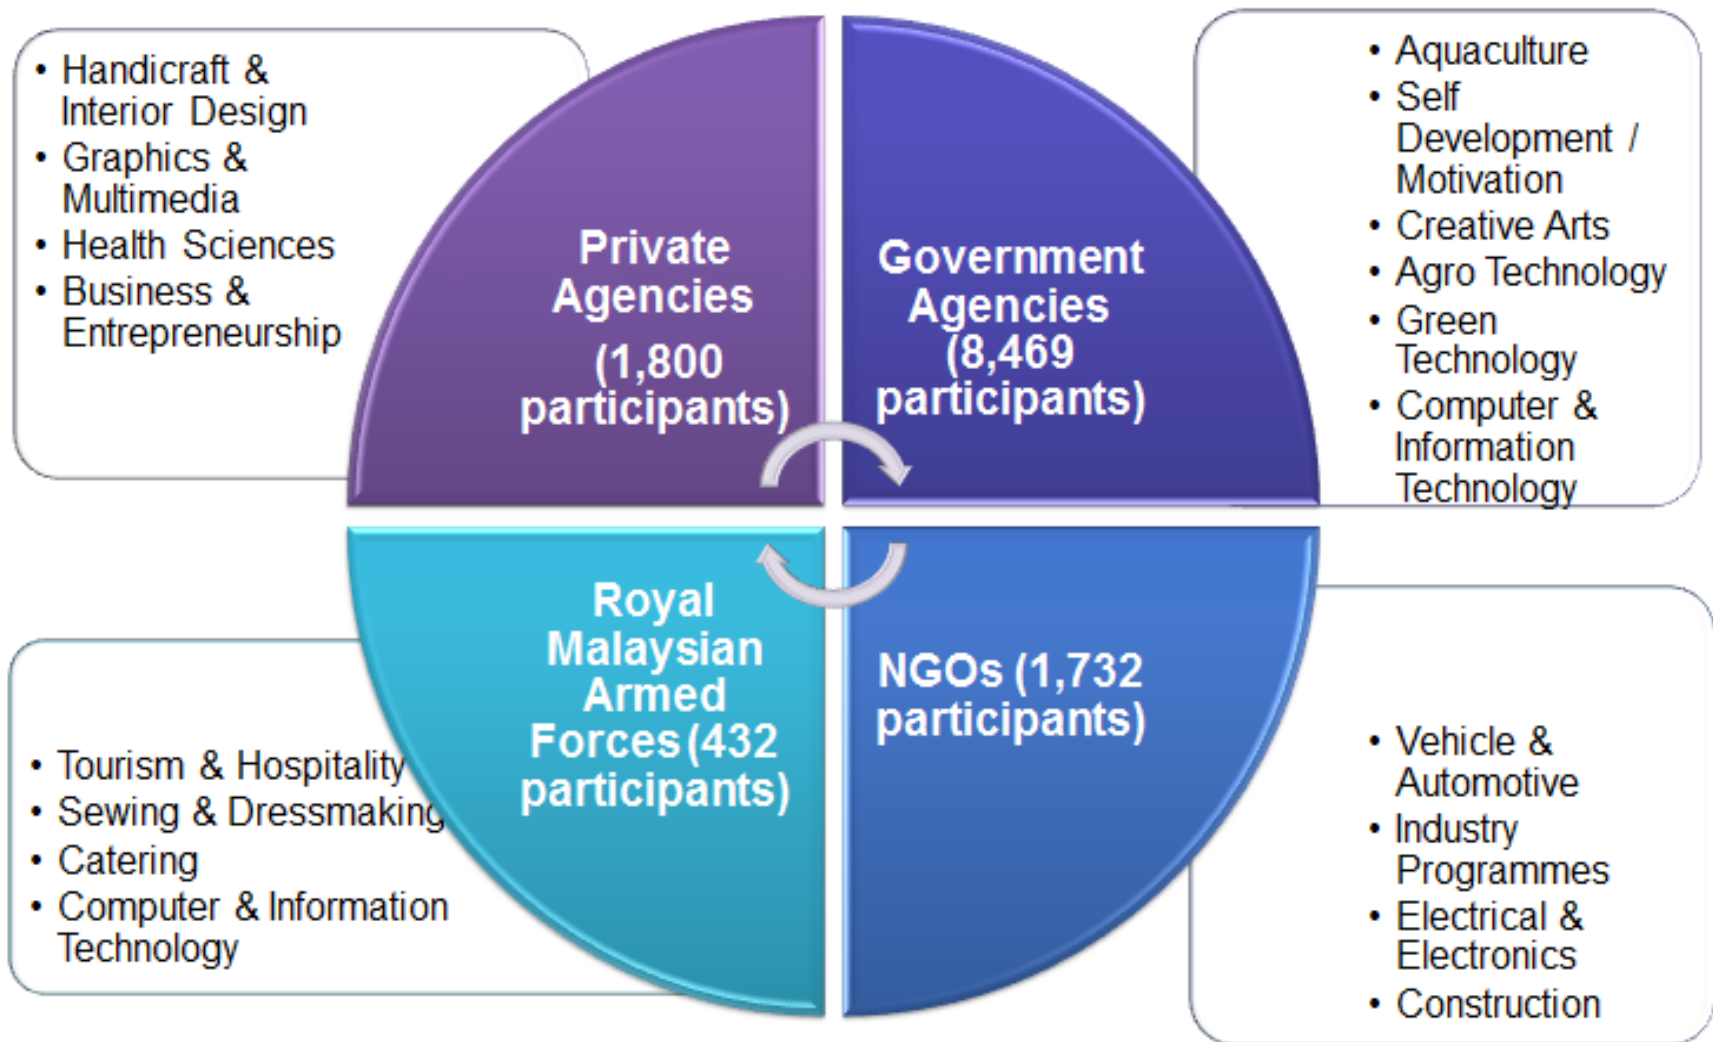 • Handicraft &
Interior Design
• Graphics &
Multimedia
• Health Sciences
• Business &
Entrepreneurship
Private
Agencies
(1,800
participants)
Government
Agencies
(8,469
participants)
• Aquaculture
• Self
Development /
Motivation
• Creative Arts
• Agro Technology
• Green
Technology
• Computer &
Information
Technology
• Tourism & Hospitality
• Sewing & Dressmaking
• Catering
• Computer & Information
Technology
Royal
Malaysian
Armed
Forces (432
participants)
NGOs (1,732
participants)
• Vehicle &
Automotive
• Industry
Programmes
• Electrical &
Electronics
• Construction